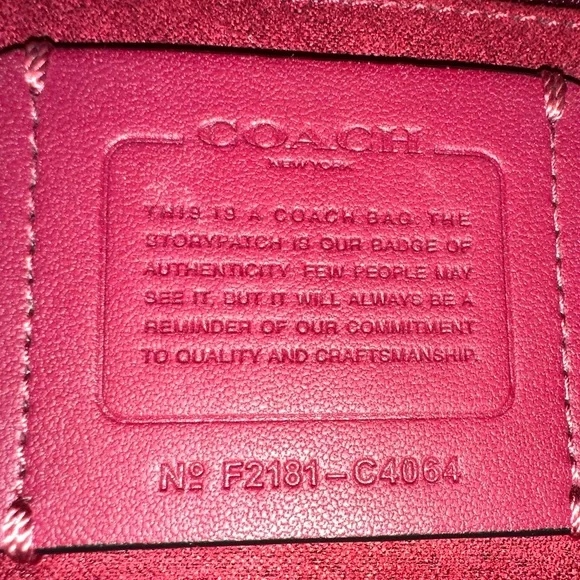 COACH
NEW YORK
THIS IS A COACH BAG. THE
STORYPATCH IS OUR BADGE OF
AUTHENTICITY. FEW PEOPLE MAY
SEE IT, BUT IT WILL ALWAYS BE A
REMINDER OF OUR COMMITMENT
TO QUALITY AND CRAFTSMANSHIP.
Nº F2181-C4064